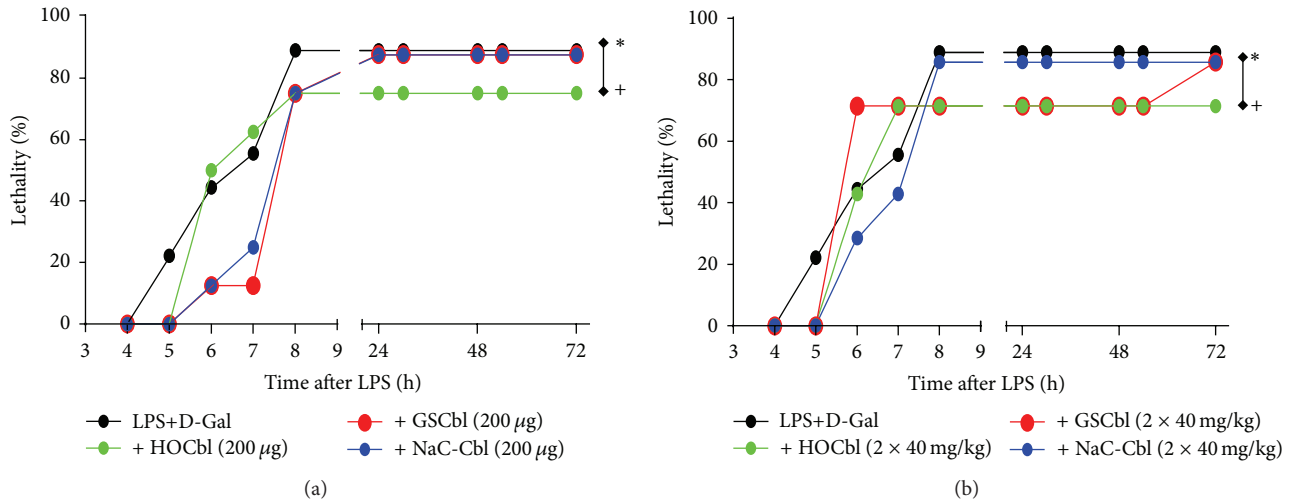 100
80
60
40
20
0
Lethality (%)
*
+
3 4 5 6 7 8 9 24 48 72
Time after LPS (h)
LPS+D-Gal
+ HOCbl (200 μg)
+ GSCbl (200 μg)
+ NaC-Cbl (200 μg)
(a)
100
80
60
40
20
0
Lethality (%)
*
+
3 4 5 6 7 8 9 24 48 72
Time after LPS (h)
LPS+D-Gal
+ HOCbl (2 × 40 mg/kg)
+ GSCbl (2 × 40 mg/kg)
+ NaC-Cbl (2 × 40 mg/kg)
(b)